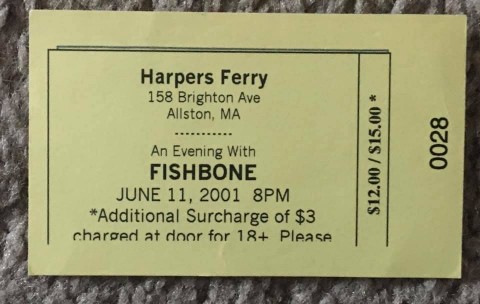 Harpers Ferry
158 Brighton Ave
Allston, MA
-----------
An Evening With
FISHBONE
JUNE 11, 2001 8PM
*Additional Surcharge of $3
charged at door for 18+ Please
$12.00 / $15.00 *
0028